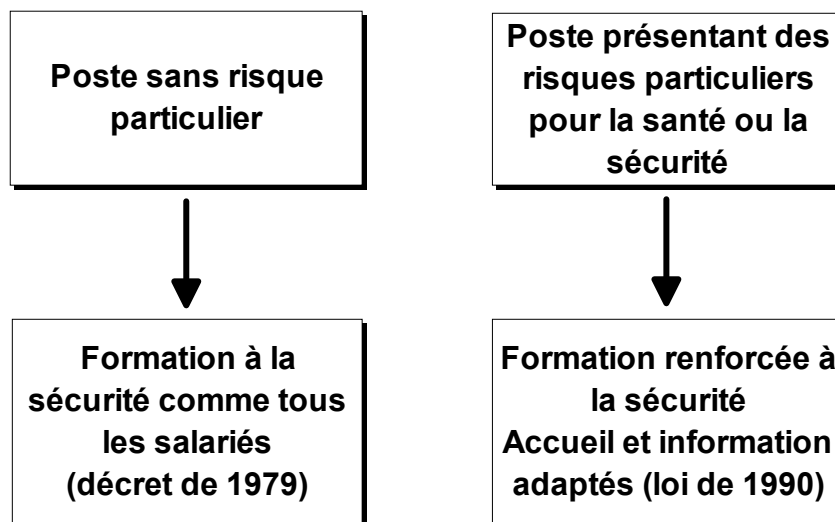 Poste sans risque
particulier
Poste présentant des
risques particuliers
pour la santé ou la
sécurité
Formation à la
sécurité comme tous
les salariés
(décret de 1979)
Formation renforcée à
la sécurité
Accueil et information
adaptés (loi de 1990)